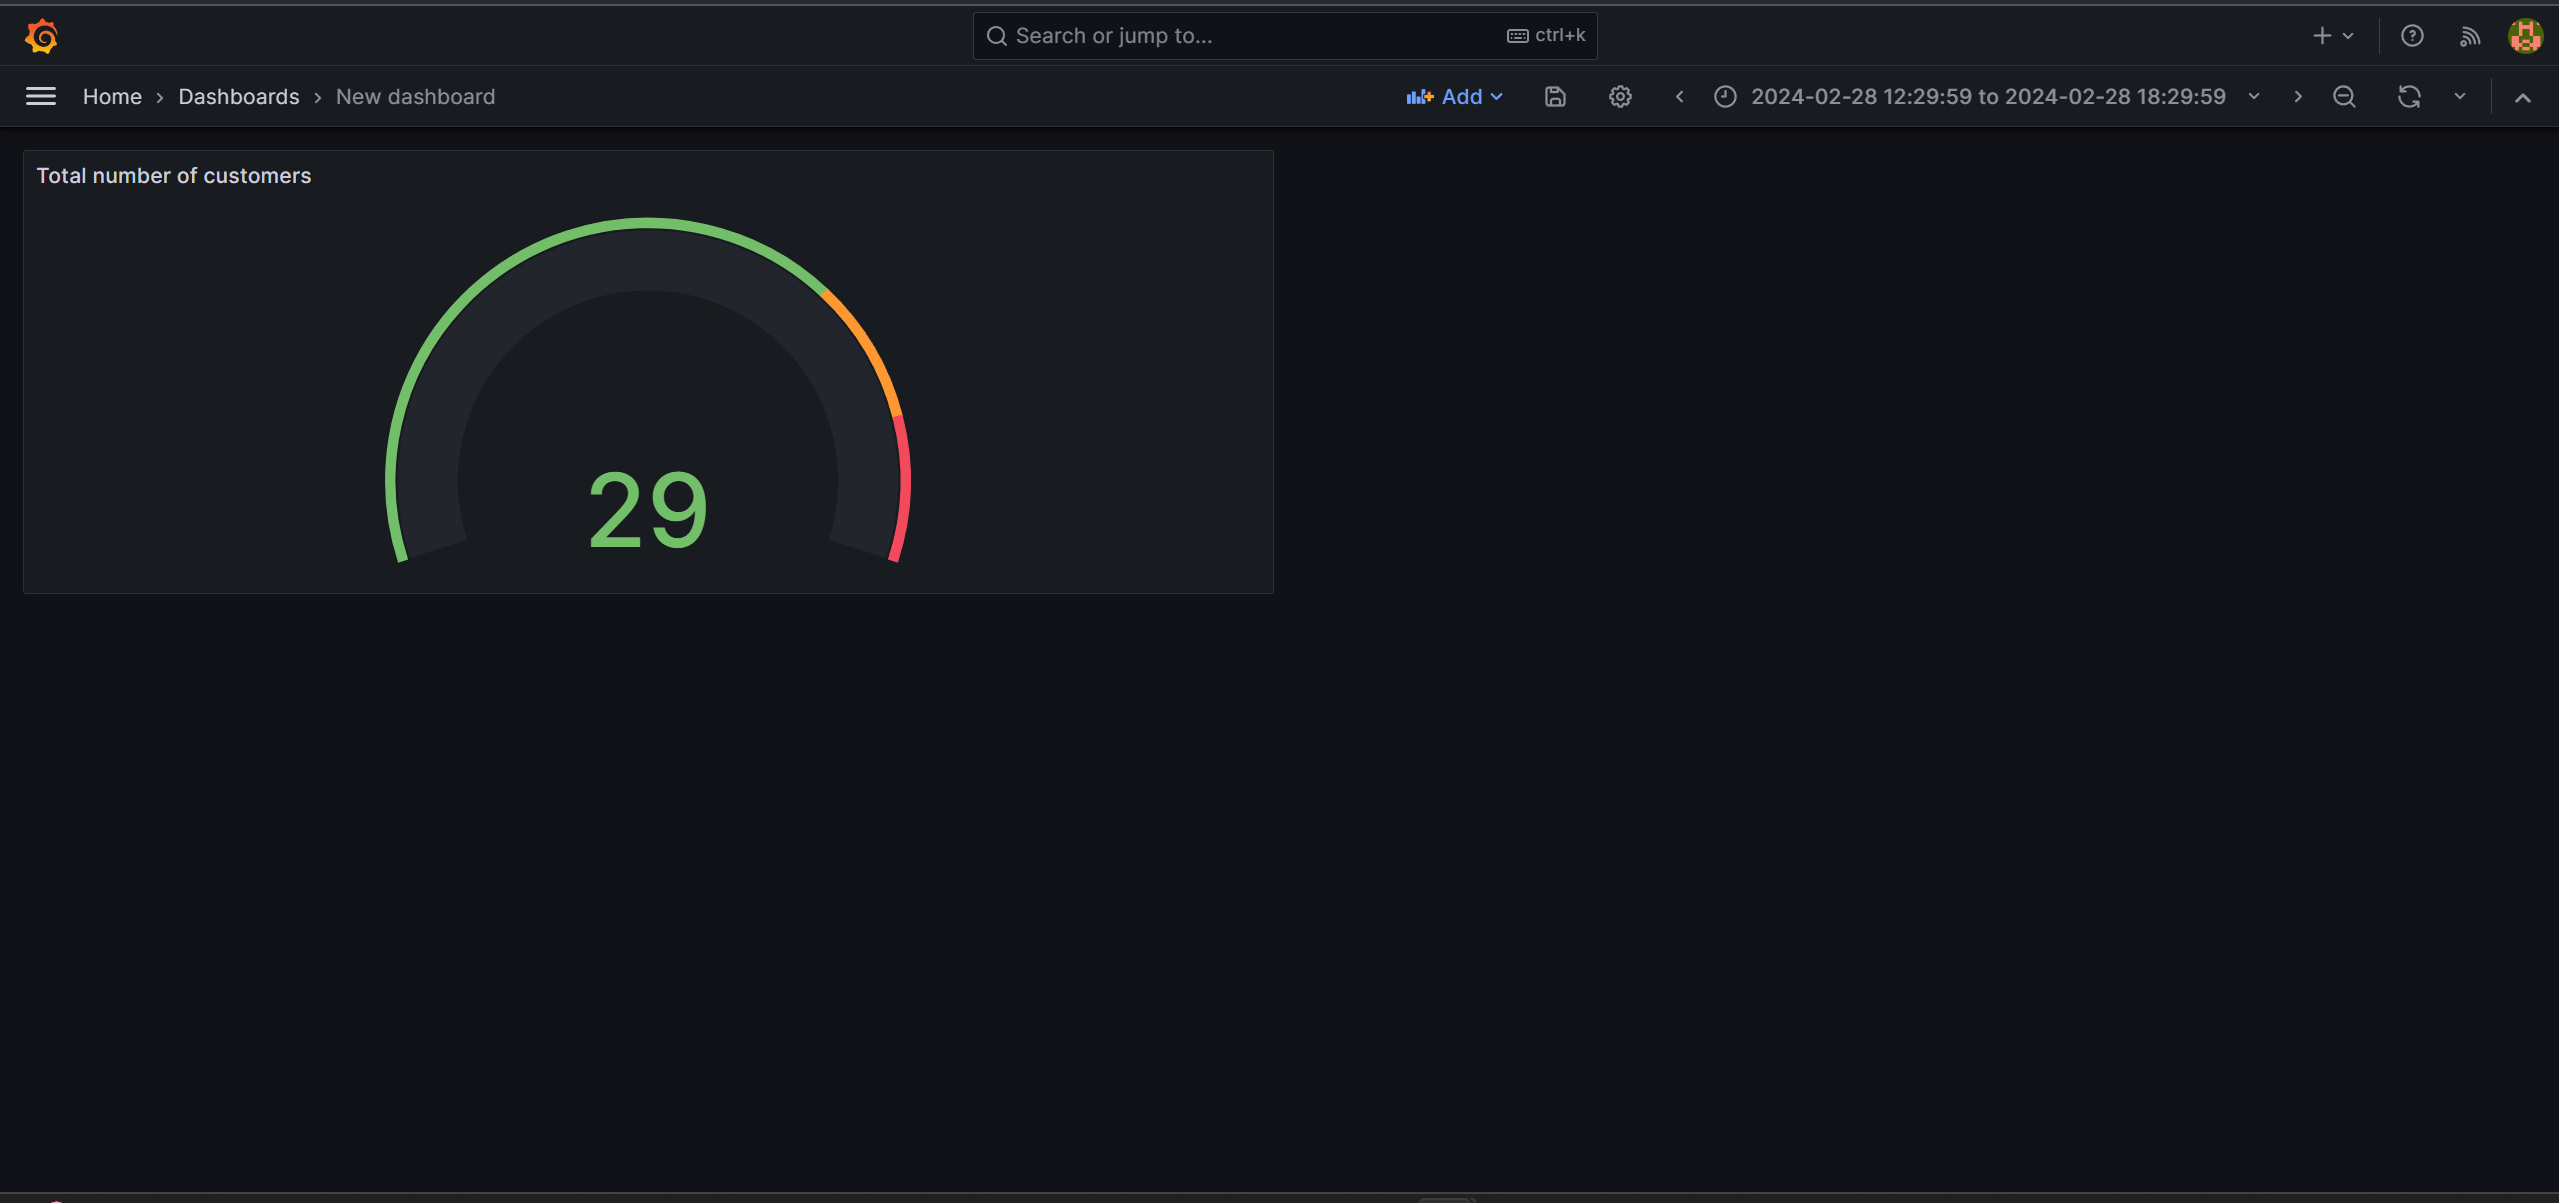 Search or jump to...
ctrl+k
Home
Dashboards
New dashboard
Add
2024-02-28 12:29:59 to 2024-02-28 18:29:59
Total number of customers
29